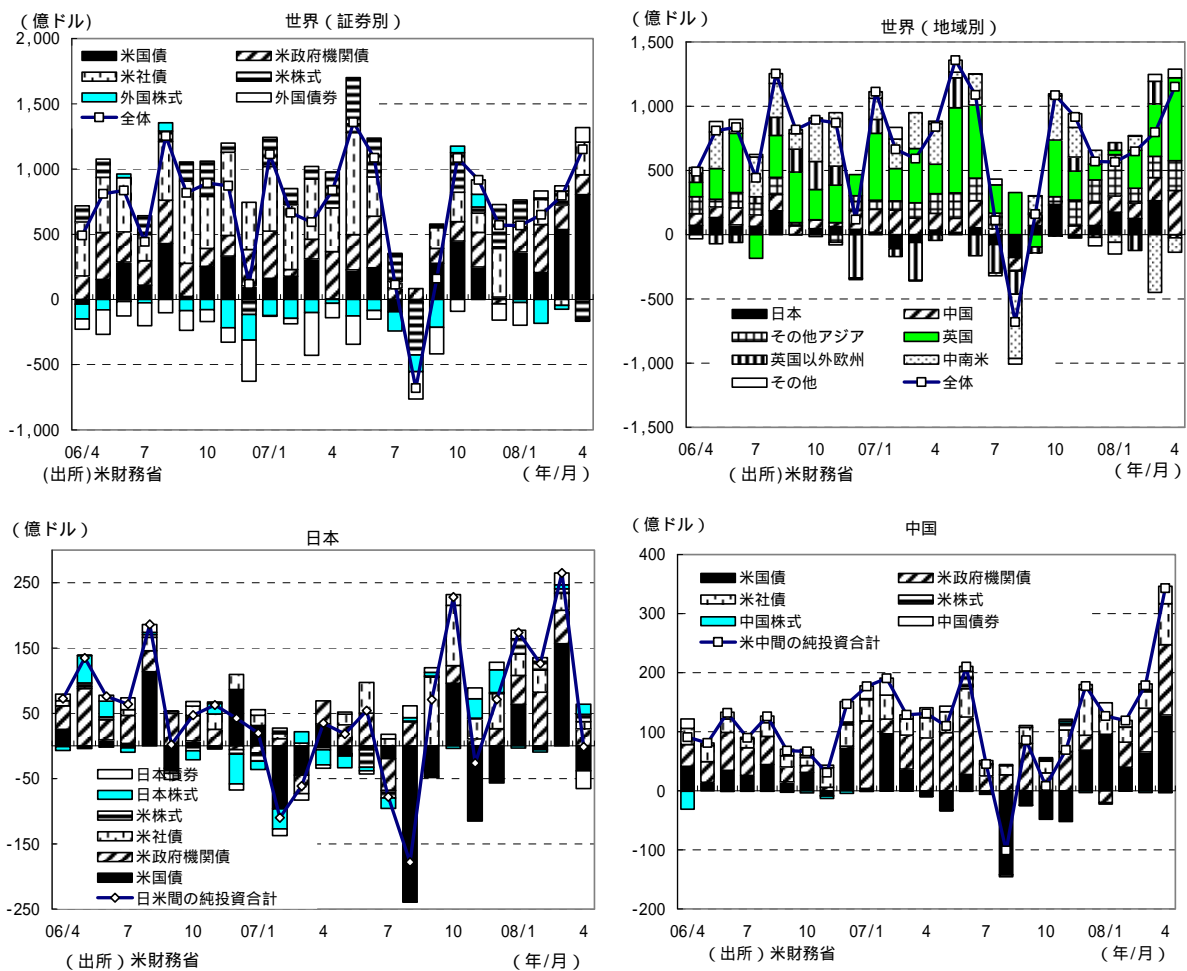 （億ドル）
世界（証券別）
2,000
1,500
1,000
500
0
-500
-1,000
米国債
米政府機関債
米社債
米株式
外国株式
外国債券
全体
06/4
7
10
07/1
4
7
10
08/1
4
(出所)米財務省
（年/月）
（億ドル）
世界（地域別）
1,500
1,000
500
0
-500
-1,000
-1,500
日本
中国
その他アジア
英国
英国以外欧州
中南米
その他
全体
06/4
7
10
07/1
4
7
10
08/1
4
(出所)米財務省
（年/月）
（億ドル）
日本
250
150
50
-50
-150
-250
日本債券
日本株式
米株式
米社債
米政府機関債
米国債
日米間の純投資合計
06/4
7
10
07/1
4
7
10
08/1
4
（出所）米財務省
（年/月）
（億ドル）
中国
400
300
200
100
0
-100
-200
米国債
米政府機関債
米社債
米株式
中国株式
中国債券
米中間の純投資合計
06/4
7
10
07/1
4
7
10
08/1
4
（出所）米財務省
（年/月）